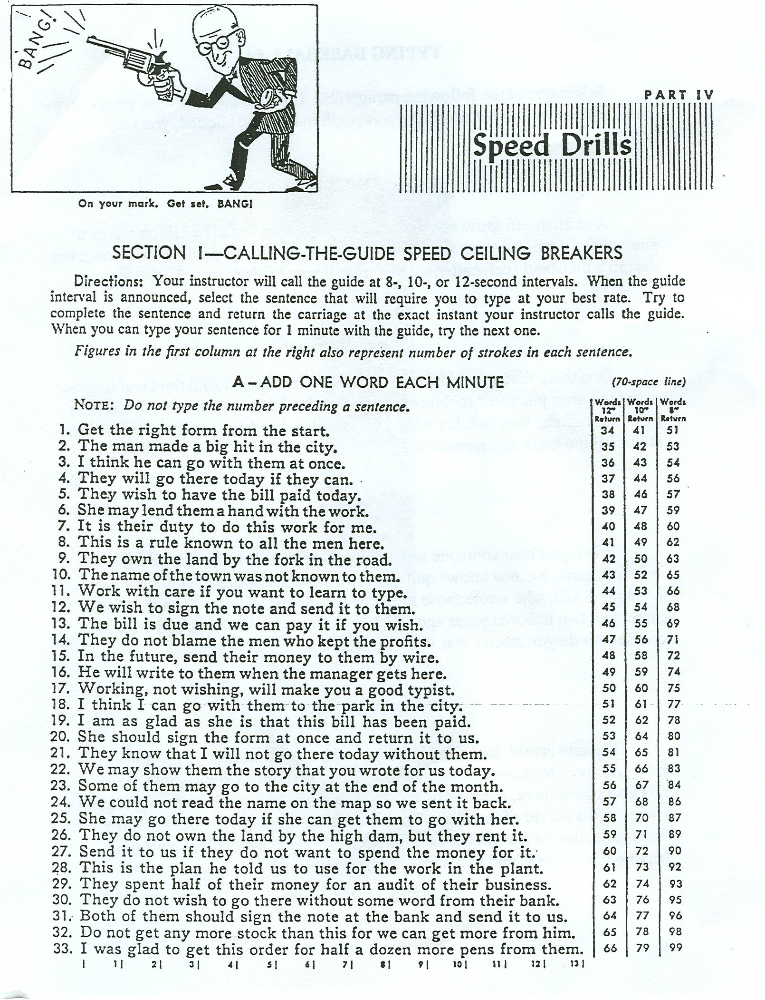 BANG!
On your mark. Get set. BANG!
PART IV
Speed Drills
SECTION I—CALLING-THE-GUIDE SPEED CEILING BREAKERS
Directions: Your instructor will call the guide at 8-, 10-, or 12-second intervals. When the guide
interval is announced, select the sentence that will require you to type at your best rate. Try to
complete the sentence and return the carriage at the exact instant your instructor calls the guide.
When you can type your sentence for 1 minute with the guide, try the next one.
Figures in the first column at the right also represent number of strokes in each sentence.
A – ADD ONE WORD EACH MINUTE (70-space line)
NOTE: Do not type the number preceding a sentence.
Words Words Words
12" 10" 8"
Return Return Return
1. Get the right form from the start. 34 41 51
2. The man made a big hit in the city. 35 42 53
3. I think he can go with them at once. 36 43 54
4. They will go there today if they can. 37 44 56
5. They wish to have the bill paid today. 38 46 57
6. She may lend them a hand with the work. 39 47 59
7. It is their duty to do this work for me. 40 48 60
8. This is a rule known to all the men here. 41 49 62
9. They own the land by the fork in the road. 42 50 63
10. The name of the town was not known to them. 43 52 65
11. Work with care if you want to learn to type. 44 53 66
12. We wish to sign the note and send it to them. 45 54 68
13. The bill is due and we can pay it if you wish. 46 55 69
14. They do not blame the men who kept the profits. 47 56 71
15. In the future, send their money to them by wire. 48 58 72
16. He will write to them when the manager gets here. 49 59 74
17. Working, not wishing, will make you a good typist. 50 60 75
18. I think I can go with them to the park in the city. 51 61 77
19. I am as glad as she is that this bill has been paid. 52 62 78
20. She should sign the form at once and return it to us. 53 64 80
21. They know that I will not go there today without them. 54 65 81
22. We may show them the story that you wrote for us today. 55 66 83
23. Some of them may go to the city at the end of the month. 56 67 84
24. We could not read the name on the map so we sent it back. 57 68 86
25. She may go there today if she can get them to go with her. 58 70 87
26. They do not own the land by the high dam, but they rent it. 59 71 89
27. Send it to us if they do not want to spend the money for it. 60 72 90
28. This is the plan he told us to use for the work in the plant. 61 73 92
29. They spent half of their money for an audit of their business. 62 74 93
30. They do not wish to go there without some word from their bank. 63 76 95
31. Both of them should sign the note at the bank and send it to us. 64 77 96
32. Do not get any more stock than this for we can get more from him. 65 78 98
33. I was glad to get this order for half a dozen more pens from them. 66 79 99
| 1| 2| 3| 4| 5| 6| 7| 8| 9| 10| 11| 12| 13|